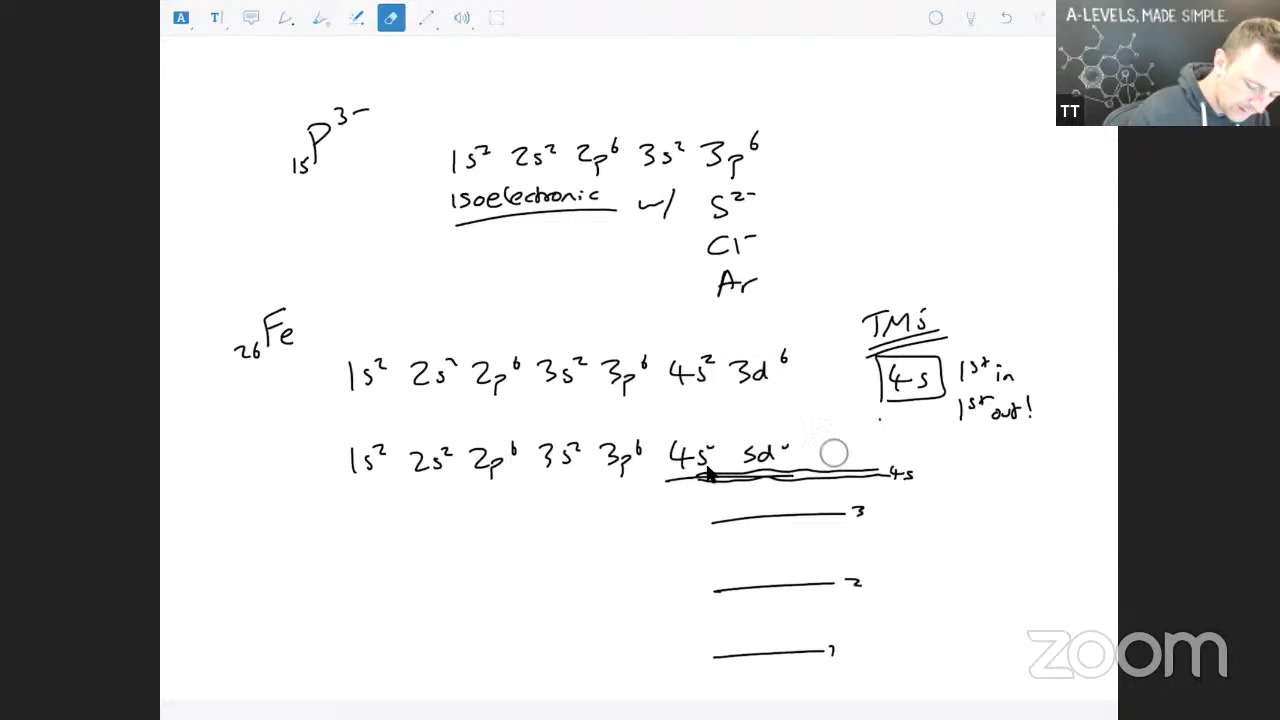 A-LEVELS, MADE SIMPLE.
TT
15P3-
1s² 2s² 2p⁶ 3s² 3p⁶
isoelectronic w/ S²⁻
Cl⁻
Ar
26Fe
TMs
1s² 2s² 2p⁶ 3s² 3p⁶ 4s² 3d⁶
4s 1st in
1st out!
1s² 2s² 2p⁶ 3s² 3p⁶ 4s
4s
3
2
1
zoom